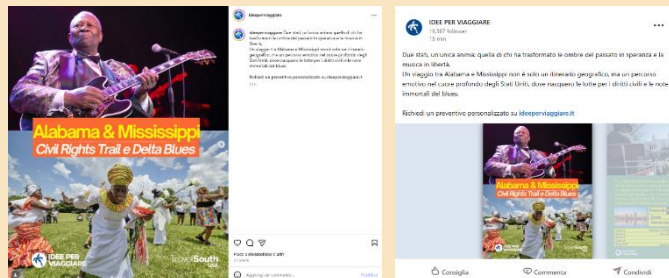 ideeperviaggiare
Alabama & Mississippi
Civil Rights Trail e Delta Blues
IDEE PER
VIAGGIARE
TravelSouth
USA
ideeperviaggiare Due stati, un'unica anima: quella di chi ha
trasformato le ombre del passato in speranza e la musica in
libertà.
Un viaggio tra Alabama e Mississippi non è solo un itinerario
geografico, ma un percorso emotivo nel cuore profondo degli
Stati Uniti, dove nacquero le lotte per i diritti civili e le note
immortali del blues.
Richiedi un preventivo personalizzato su ideeperviaggiare.it
Aggiungi un commento...
Pubblica
IDEE PER VIAGGIARE
follower
Due stati, un'unica anima: quella di chi ha trasformato le ombre del passato in speranza e la
musica in libertà.
Un viaggio tra Alabama e Mississippi non è solo un itinerario geografico, ma un percorso
emotivo nel cuore profondo degli Stati Uniti, dove nacquero le lotte per i diritti civili e le note
immortali del blues.
Richiedi un preventivo personalizzato su ideeperviaggiare.it
Alabama & Mississippi
Civil Rights Trail e Delta Blues
IDEE PER
VIAGGIARE
TravelSouth
Consiglia
Commenta
Condividi